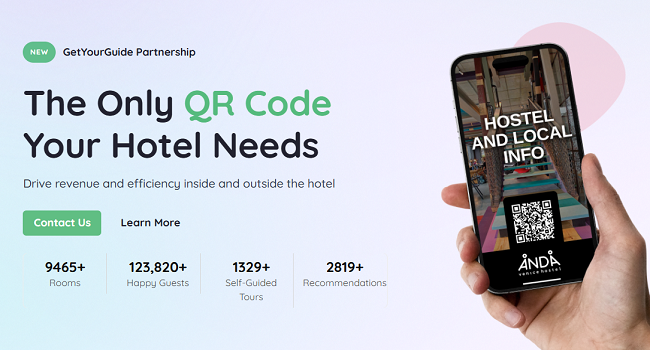 NEW GetYourGuide Partnership
The Only QR Code
Your Hotel Needs
Drive revenue and efficiency inside and outside the hotel
Contact Us Learn More
9465+ 123,820+ 1329+ 2819+
Rooms Happy Guests Self-Guided Recommendations
Tours
HOSTEL
AND LOCAL
INFO
ANDA
venice hostel